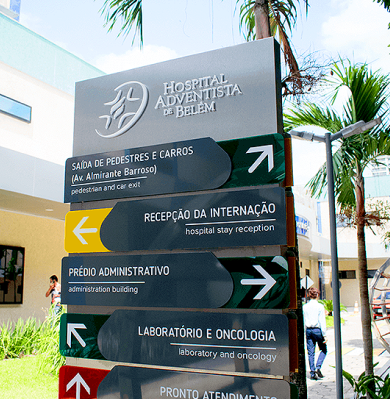 HOSPITAL
ADVENTISTA
DE BELÉM
SAÍDA DE PEDESTRES E CARROS
(Av. Almirante Barroso)
pedestrian and car exit
RECEPÇÃO DA INTERNAÇÃO
hospital stay reception
PRÉDIO ADMINISTRATIVO
administration building
LABORATÓRIO E ONCOLOGIA
laboratory and oncology
PRONTO ATENDIMENTO